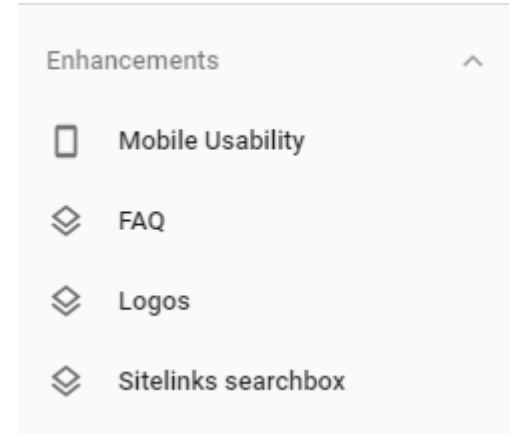 Enhancements
Mobile Usability
FAQ
Logos
Sitelinks searchbox